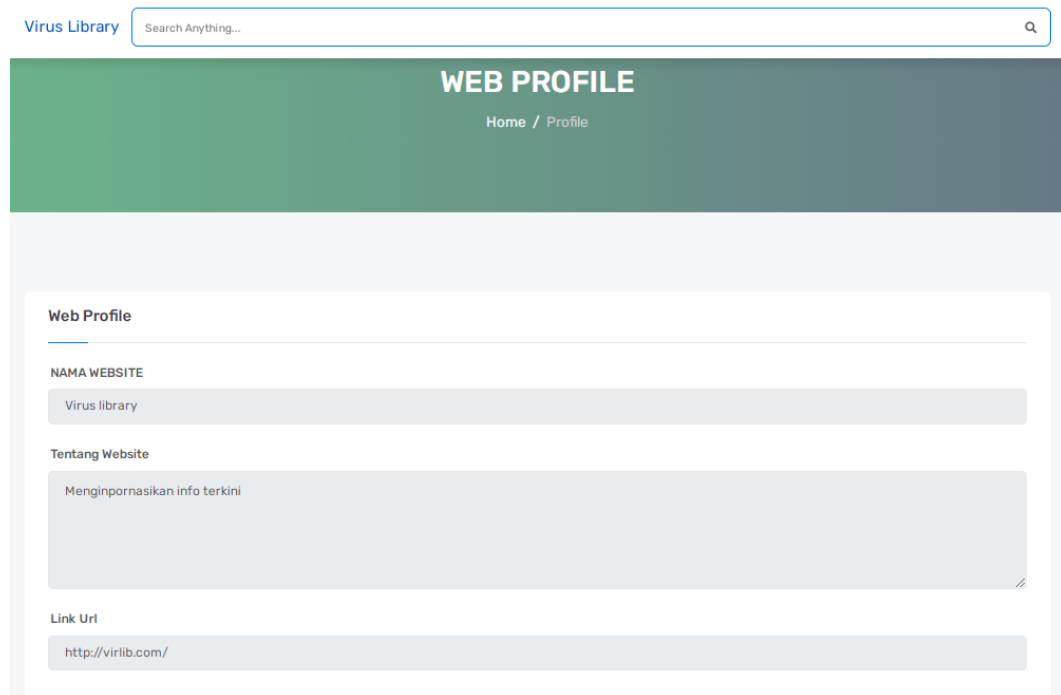 Virus Library
Search Anything...
WEB PROFILE
Home / Profile
Web Profile
NAMA WEBSITE
Virus library
Tentang Website
Menginpornasikan info terkini
Link Url
http://virlib.com/